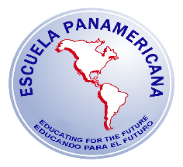 ESCUELA PANAMERICANA
EDUCATING FOR THE FUTURE
EDUCANDO PARA EL FUTURO